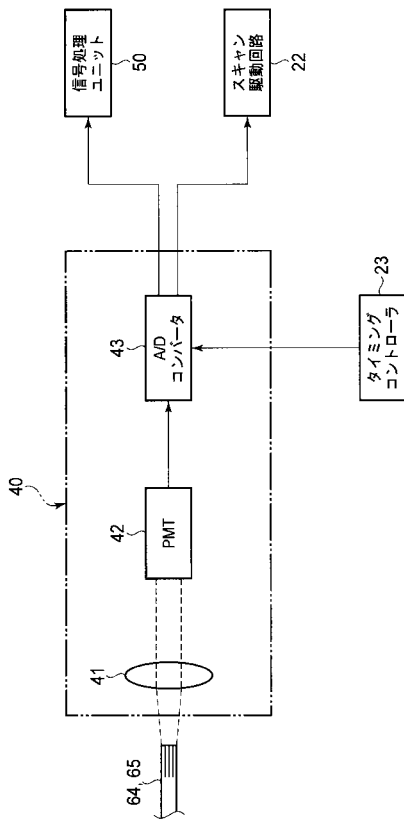 40
64, 65
41
42
PMT
43
A/D
コンバータ
23
タイミング
コントローラ
信号処理
ユニット
50
スキャン
駆動回路
22